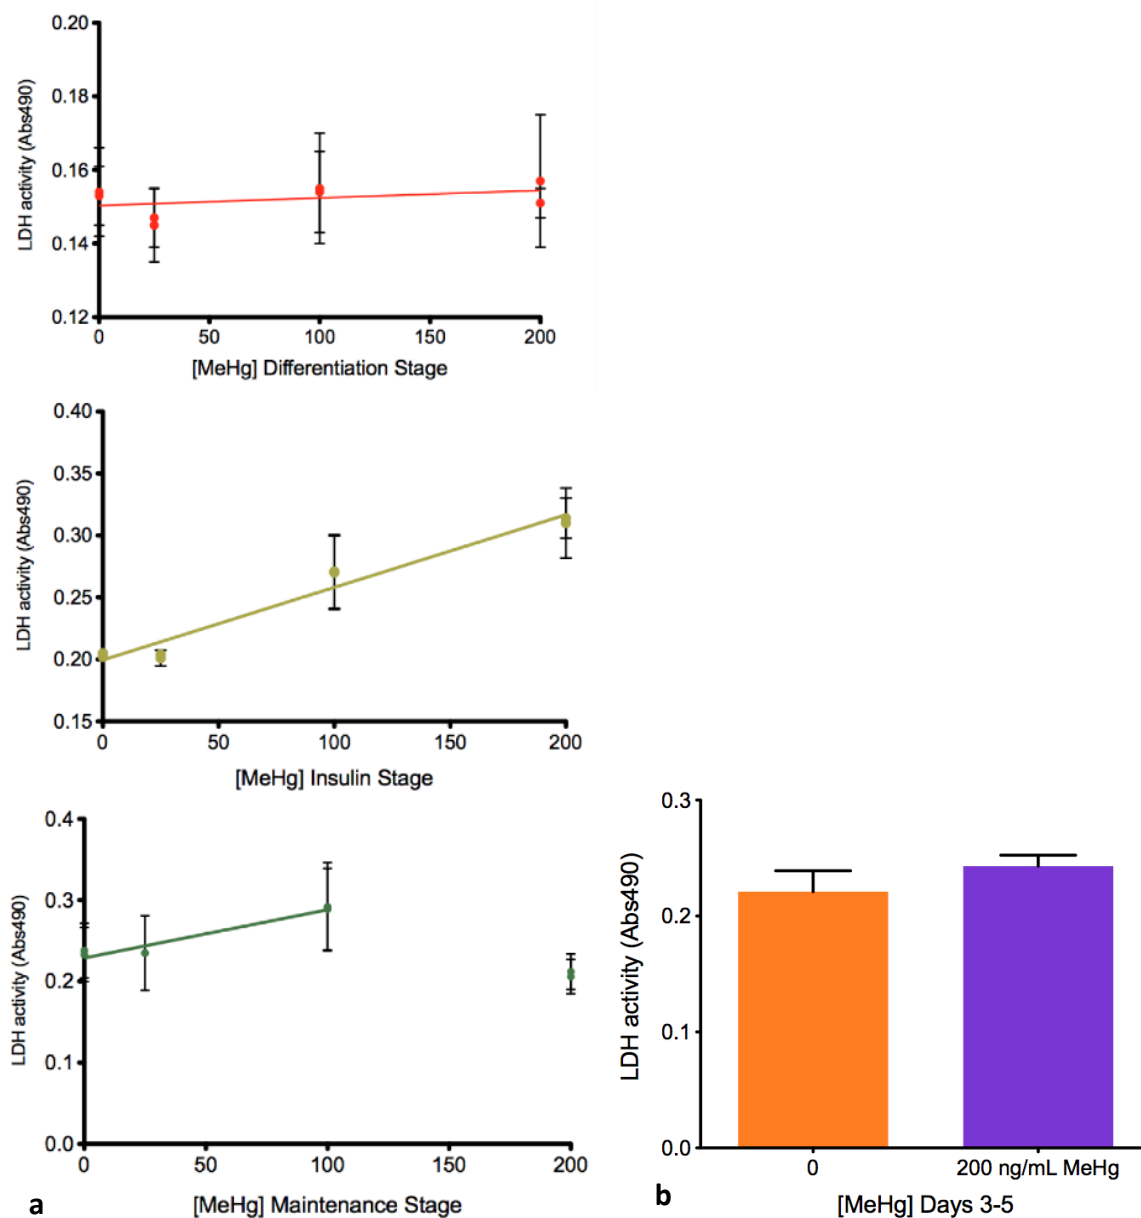 0.20
0.18
0.16
0.14
0.12
LDH activity (Abs490)
0 50 100 150 200
[MeHg] Differentiation Stage
0.40
0.35
0.30
0.25
0.20
0.15
LDH activity (Abs490)
0 50 100 150 200
[MeHg] Insulin Stage
0.4
0.3
0.2
0.1
0.0
LDH activity (Abs490)
0 50 100 150 200
[MeHg] Maintenance Stage
a
0.3
0.2
0.1
0.0
LDH activity (Abs490)
0 200 ng/mL MeHg
[MeHg] Days 3-5
b